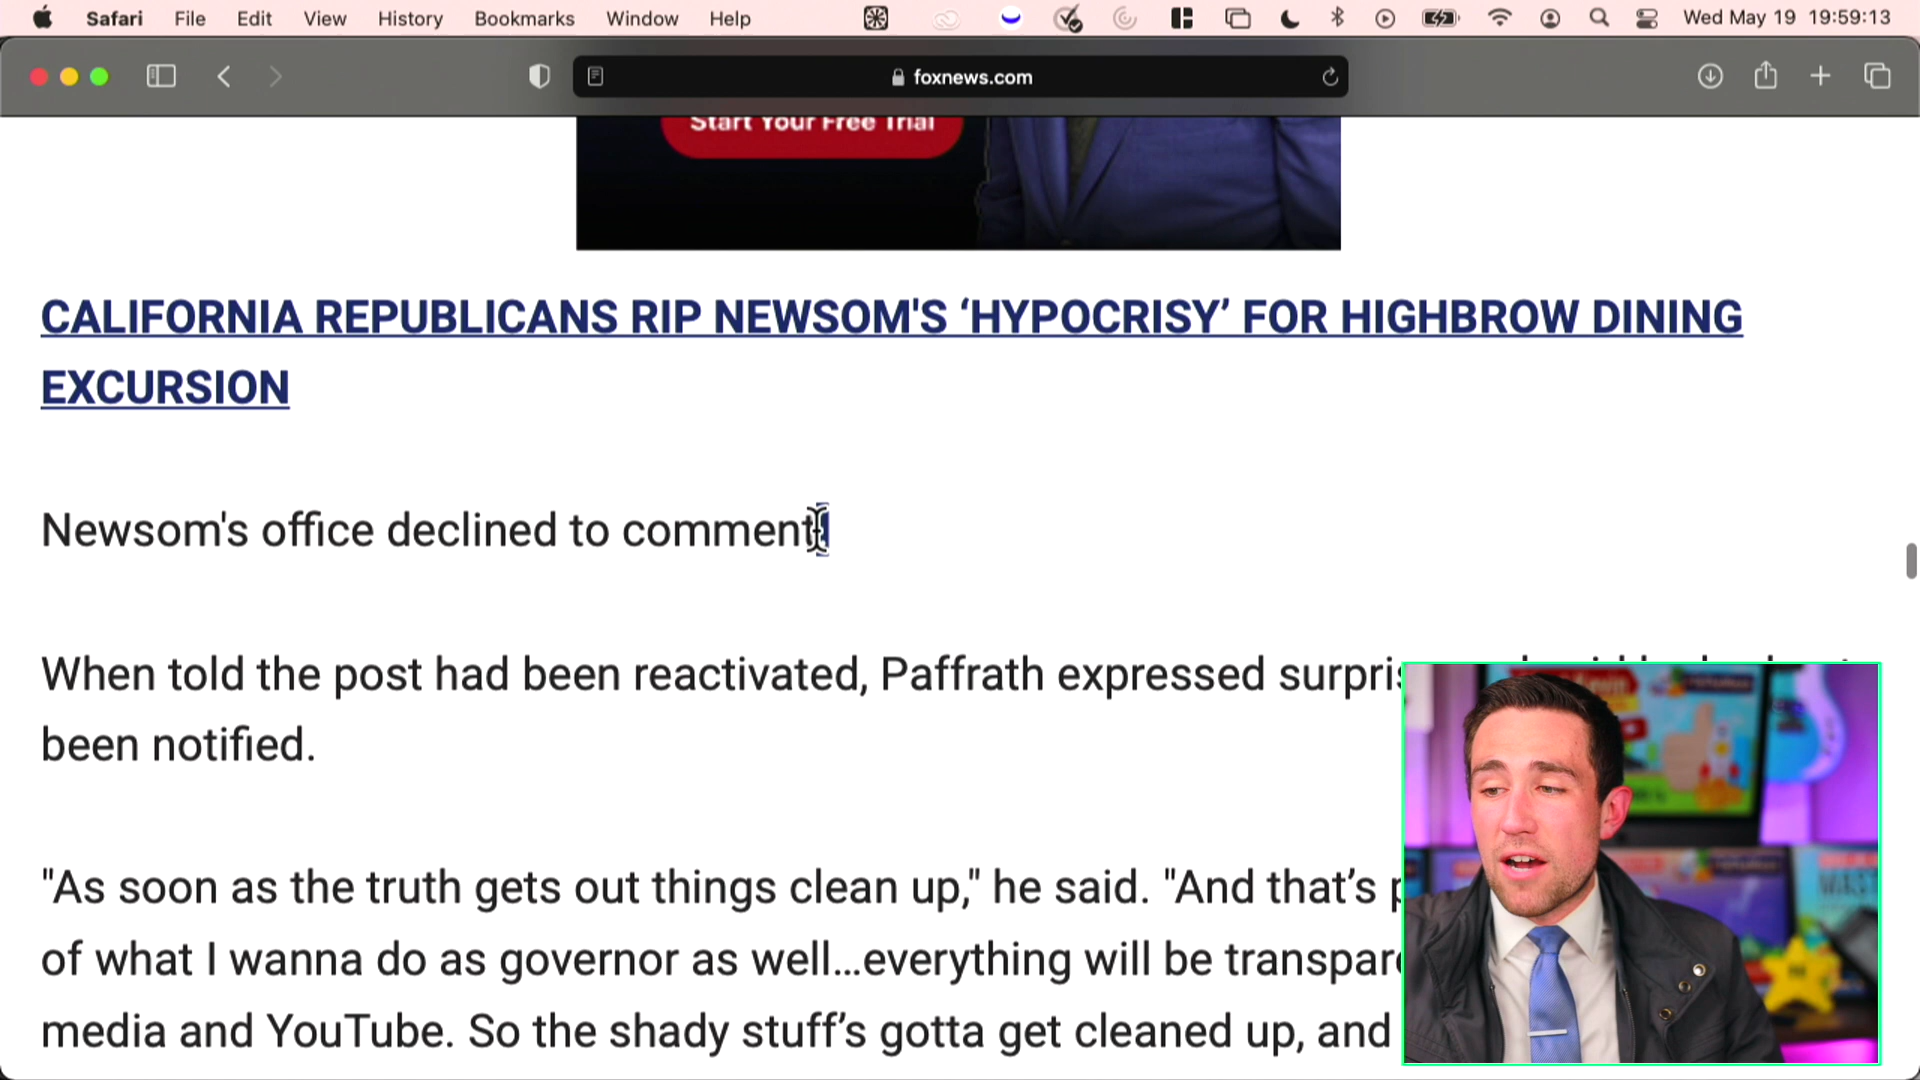 Safari File Edit View History Bookmarks Window Help Wed May 19 19:59:13
foxnews.com
Start Your Free Trial
CALIFORNIA REPUBLICANS RIP NEWSOM'S ‘HYPOCRISY’ FOR HIGHBROW DINING
EXCURSION
Newsom's office declined to comment
When told the post had been reactivated, Paffrath expressed
been notified.
"As soon as the truth gets out things clean up," he said. "And that’s
of what I wanna do as governor as well...everything will be
media and YouTube. So the shady stuff’s gotta get cleaned up, and